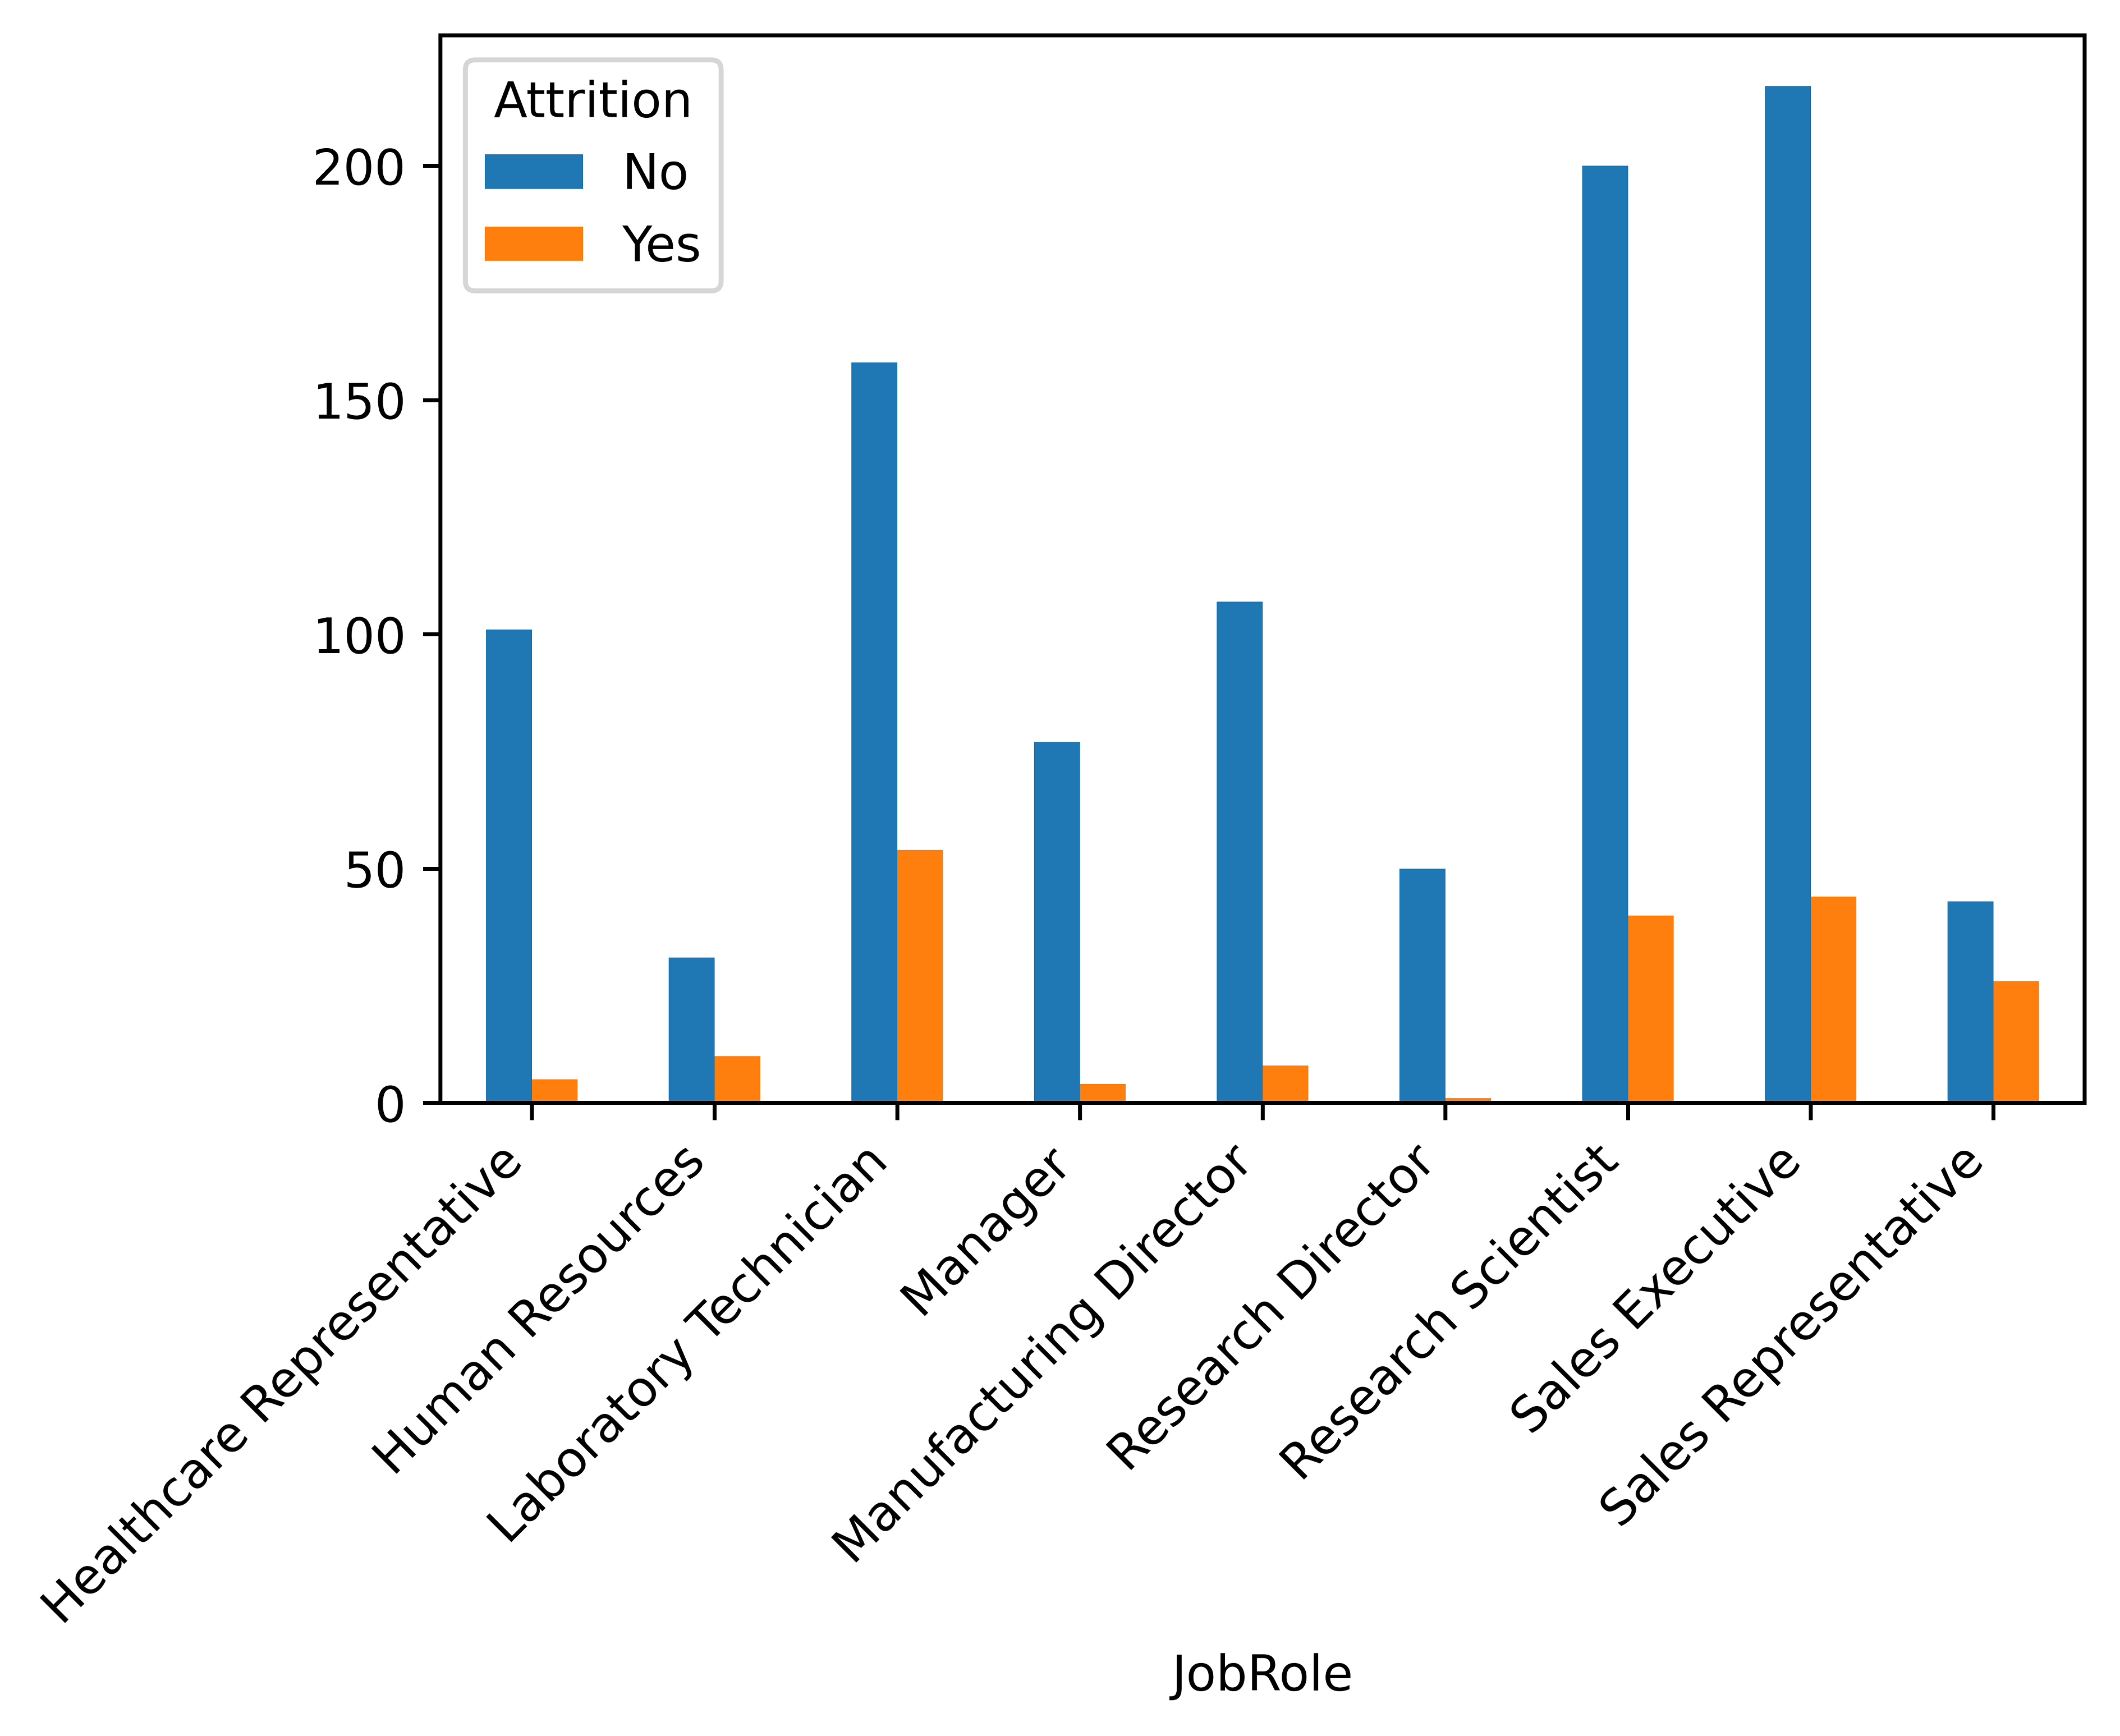 Attrition
No
Yes
200
150
100
50
0
Healthcare Representative
Human Resources
Laboratory Technician
Manager
Manufacturing Director
Research Director
Research Scientist
Sales Executive
Sales Representative
JobRole